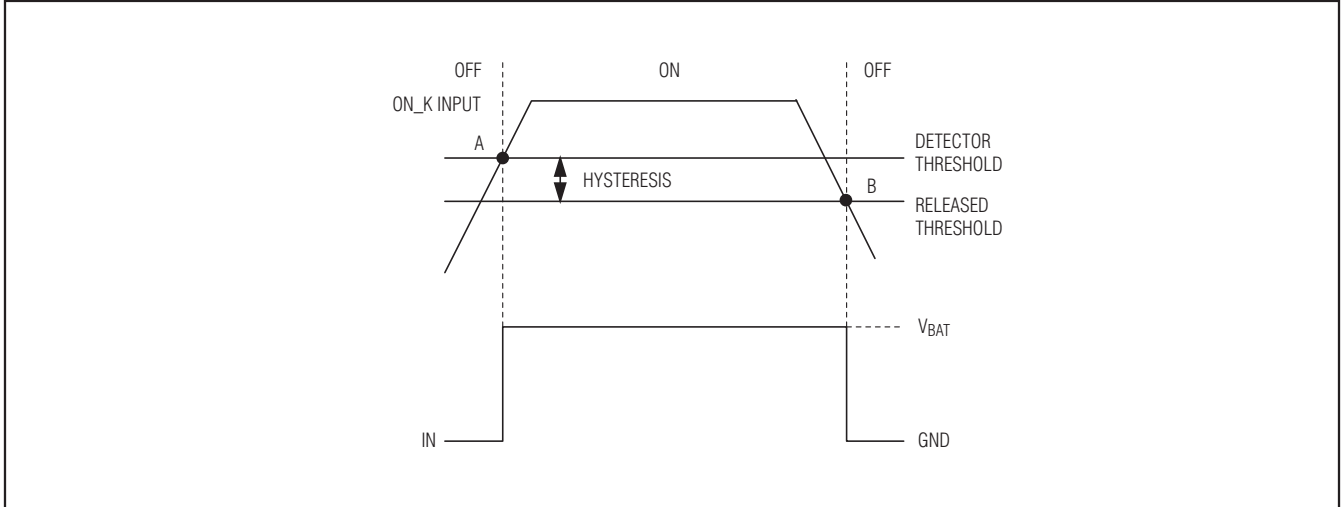 OFF
ON
OFF
ON_K INPUT
A
DETECTOR
THRESHOLD
HYSTERESIS
B
RELEASED
THRESHOLD
VBAT
IN
GND